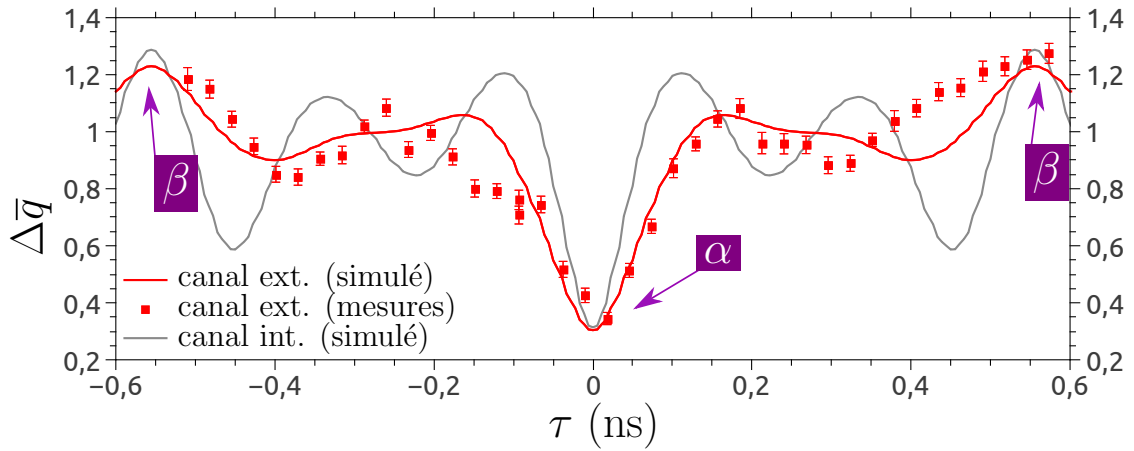 1,4 1,4
1,2 1,2
1 1
0,8 0,8
0,6 0,6
0,4 0,4
0,2 0,2
Δq̅
β β
α
canal ext. (simulé)
canal ext. (mesures)
canal int. (simulé)
−0,6 −0,4 −0,2 0 0,2 0,4 0,6
τ (ns)